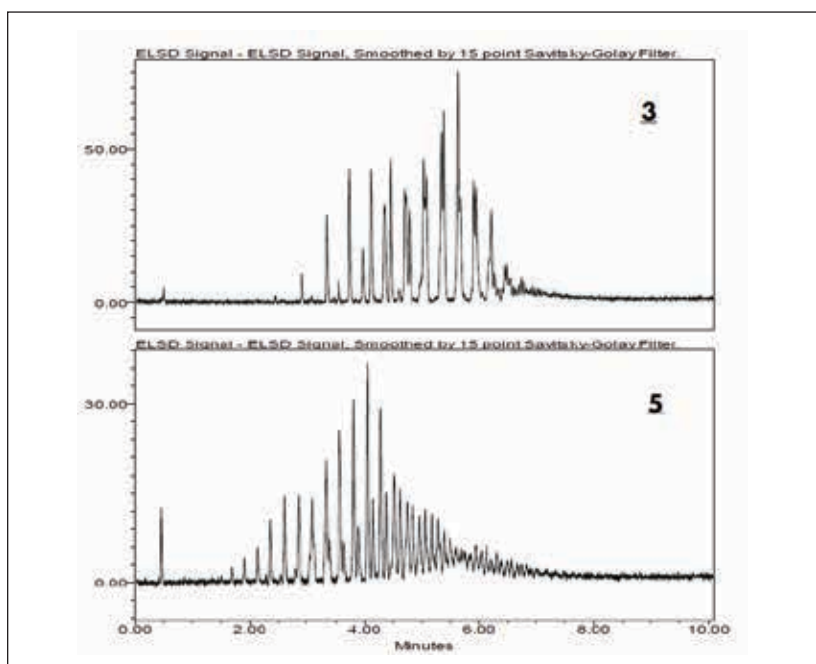 ELSD Signal - ELSD Signal, Smoothed by 15 point Savitsky-Golay Filter.
3
50.00
0.00
ELSD Signal - ELSD Signal, Smoothed by 15 point Savitsky-Golay Filter.
5
30.00
0.00
0.00 2.00 4.00 6.00 8.00 10.00
Minutes